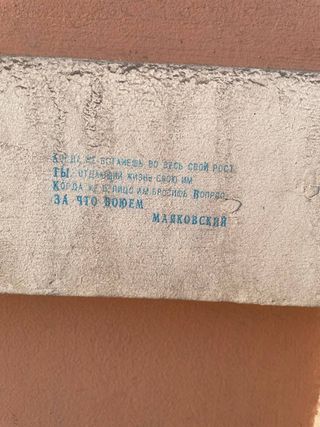 Когда же встанешь во весь свой рост
ТЫ, отдающий жизнь свою им
Когда же в лицо им бросишь Вопрос
ЗА ЧТО ВОЮЕМ
МАЯКОВСКИЙ